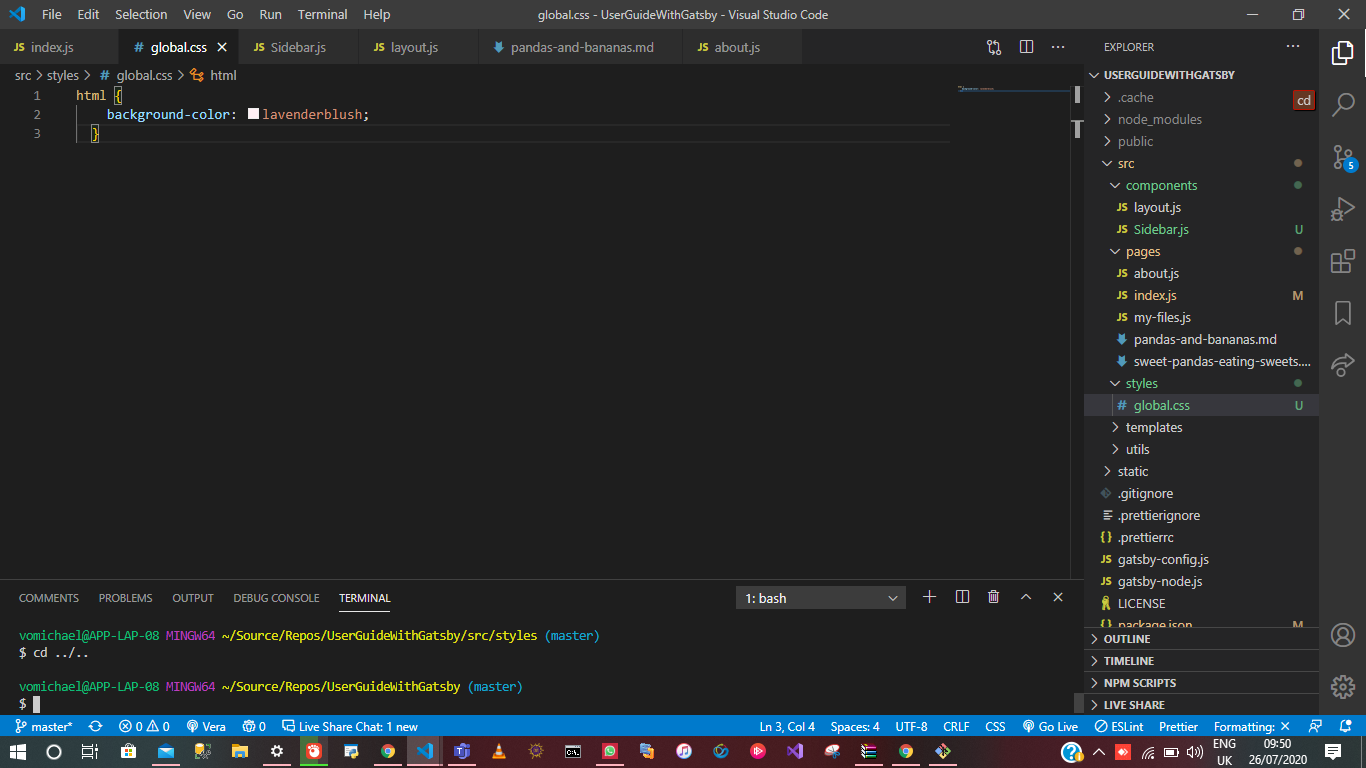 File Edit Selection View Go Run Terminal Help global.css - UserGuideWithGatsby - Visual Studio Code
JS index.js # global.css JS Sidebar.js JS layout.js pandas-and-bananas.md JS about.js
src > styles > # global.css > html
1 html {
2 background-color: lavenderblush;
3 }
EXPLORER
USERGUIDEWITHGATSBY
.cache
cd
node_modules
public
src
components
JS layout.js
JS Sidebar.js U
pages
JS about.js
JS index.js M
JS my-files.js
pandas-and-bananas.md
sweet-pandas-eating-sweets....
styles
# global.css U
templates
utils
static
.gitignore
.prettierignore
{} .prettierrc
JS gatsby-config.js
JS gatsby-node.js
LICENSE
{} package.json M
OUTLINE
TIMELINE
NPM SCRIPTS
LIVE SHARE
5
COMMENTS PROBLEMS OUTPUT DEBUG CONSOLE TERMINAL 1: bash
vomichael@APP-LAP-08 MINGW64 ~/Source/Repos/UserGuideWithGatsby/src/styles (master)
$ cd ../..
vomichael@APP-LAP-08 MINGW64 ~/Source/Repos/UserGuideWithGatsby (master)
$
master* 0 0 Vera 0 Live Share Chat: 1 new Ln 3, Col 4 Spaces: 4 UTF-8 CRLF CSS Go Live ESLint Prettier Formatting: ×
ENG 09:50
UK 26/07/2020